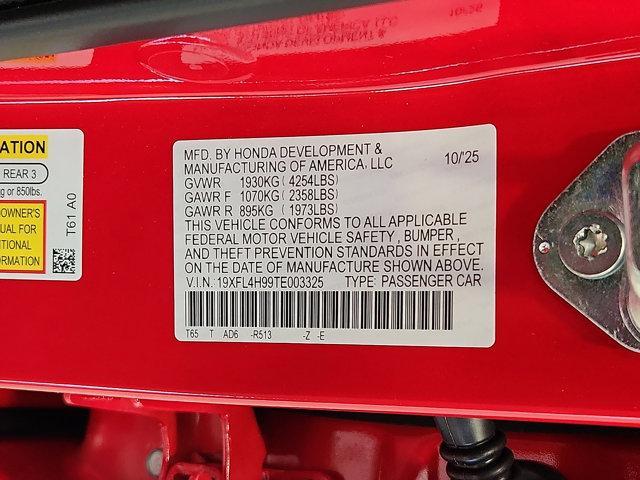 ATION
REAR 3
g or 850lbs.
OWNER'S
UAL FOR
ITIONAL
RMATION
T61 A0
MFD. BY HONDA DEVELOPMENT &
MANUFACTURING OF AMERICA, LLC 10/'25
GVWR 1930KG ( 4254LBS)
GAWR F 1070KG ( 2358LBS)
GAWR R 895KG ( 1973LBS)
THIS VEHICLE CONFORMS TO ALL APPLICABLE
FEDERAL MOTOR VEHICLE SAFETY , BUMPER ,
AND THEFT PREVENTION STANDARDS IN EFFECT
ON THE DATE OF MANUFACTURE SHOWN ABOVE.
V.I.N.: 19XFL4H99TE003325 TYPE: PASSENGER CAR
T65 T AD6 -R513 -Z -E